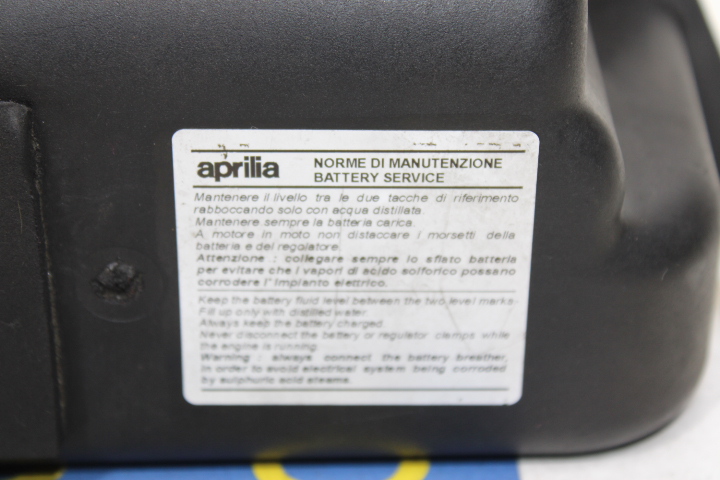 aprilia
NORME DI MANUTENZIONE
BATTERY SERVICE
Mantenere il livello tra le due tacche di riferimento
rabboccando solo con acqua distillata.
Mantenere sempre la batteria carica.
A motore in moto non distaccare i morsetti della
batteria e del regolatore.
Attenzione : collegare sempre lo sfiato batteria
per evitare che i vapori di acido solforico possano
corrodere l' impianto elettrico.
Keep the battery fluid level between the two level marks-
Fill up only with distilled water.
Always keep the battery charged.
Never disconnect the battery or regulator clamps while
the engine is running.
Warning : always connect the battery breather,
in order to avoid electrical system being corroded
by sulphuric acid steams.